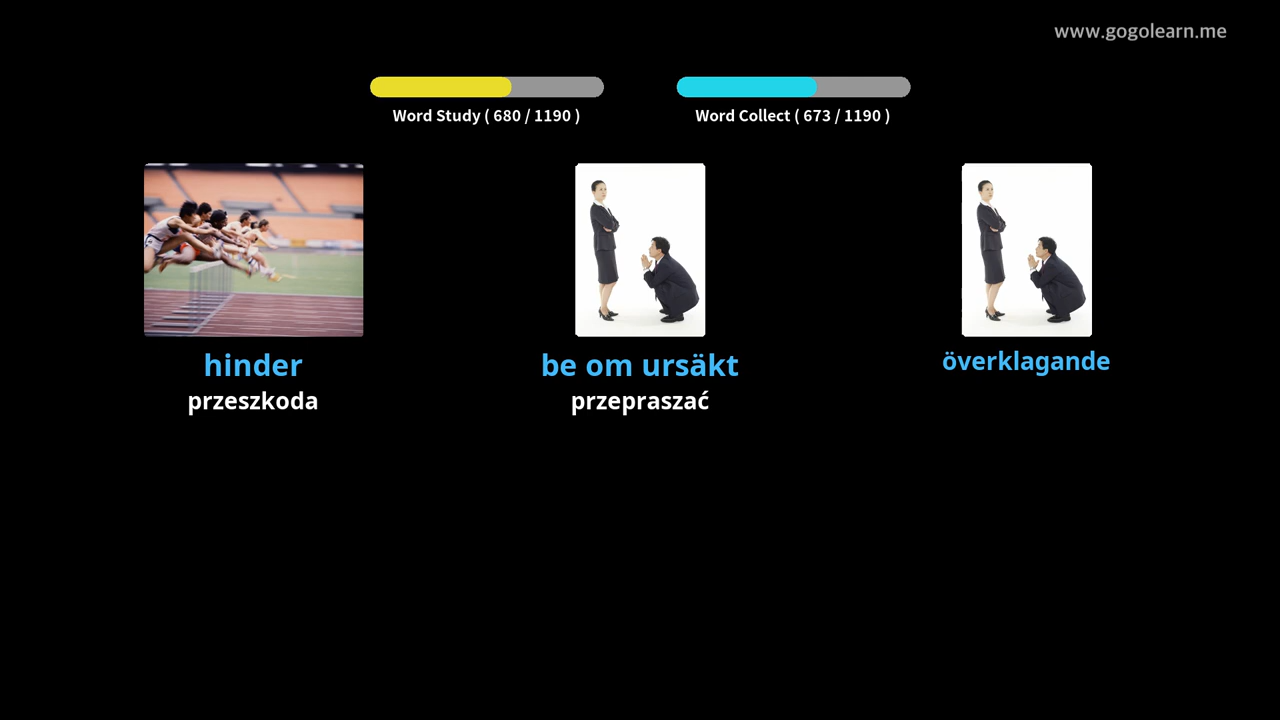 www.gogolearn.me
Word Study ( 680 / 1190 )
Word Collect ( 673 / 1190 )
hinder
przeszkoda
be om ursäkt
przepraszać
överklagande